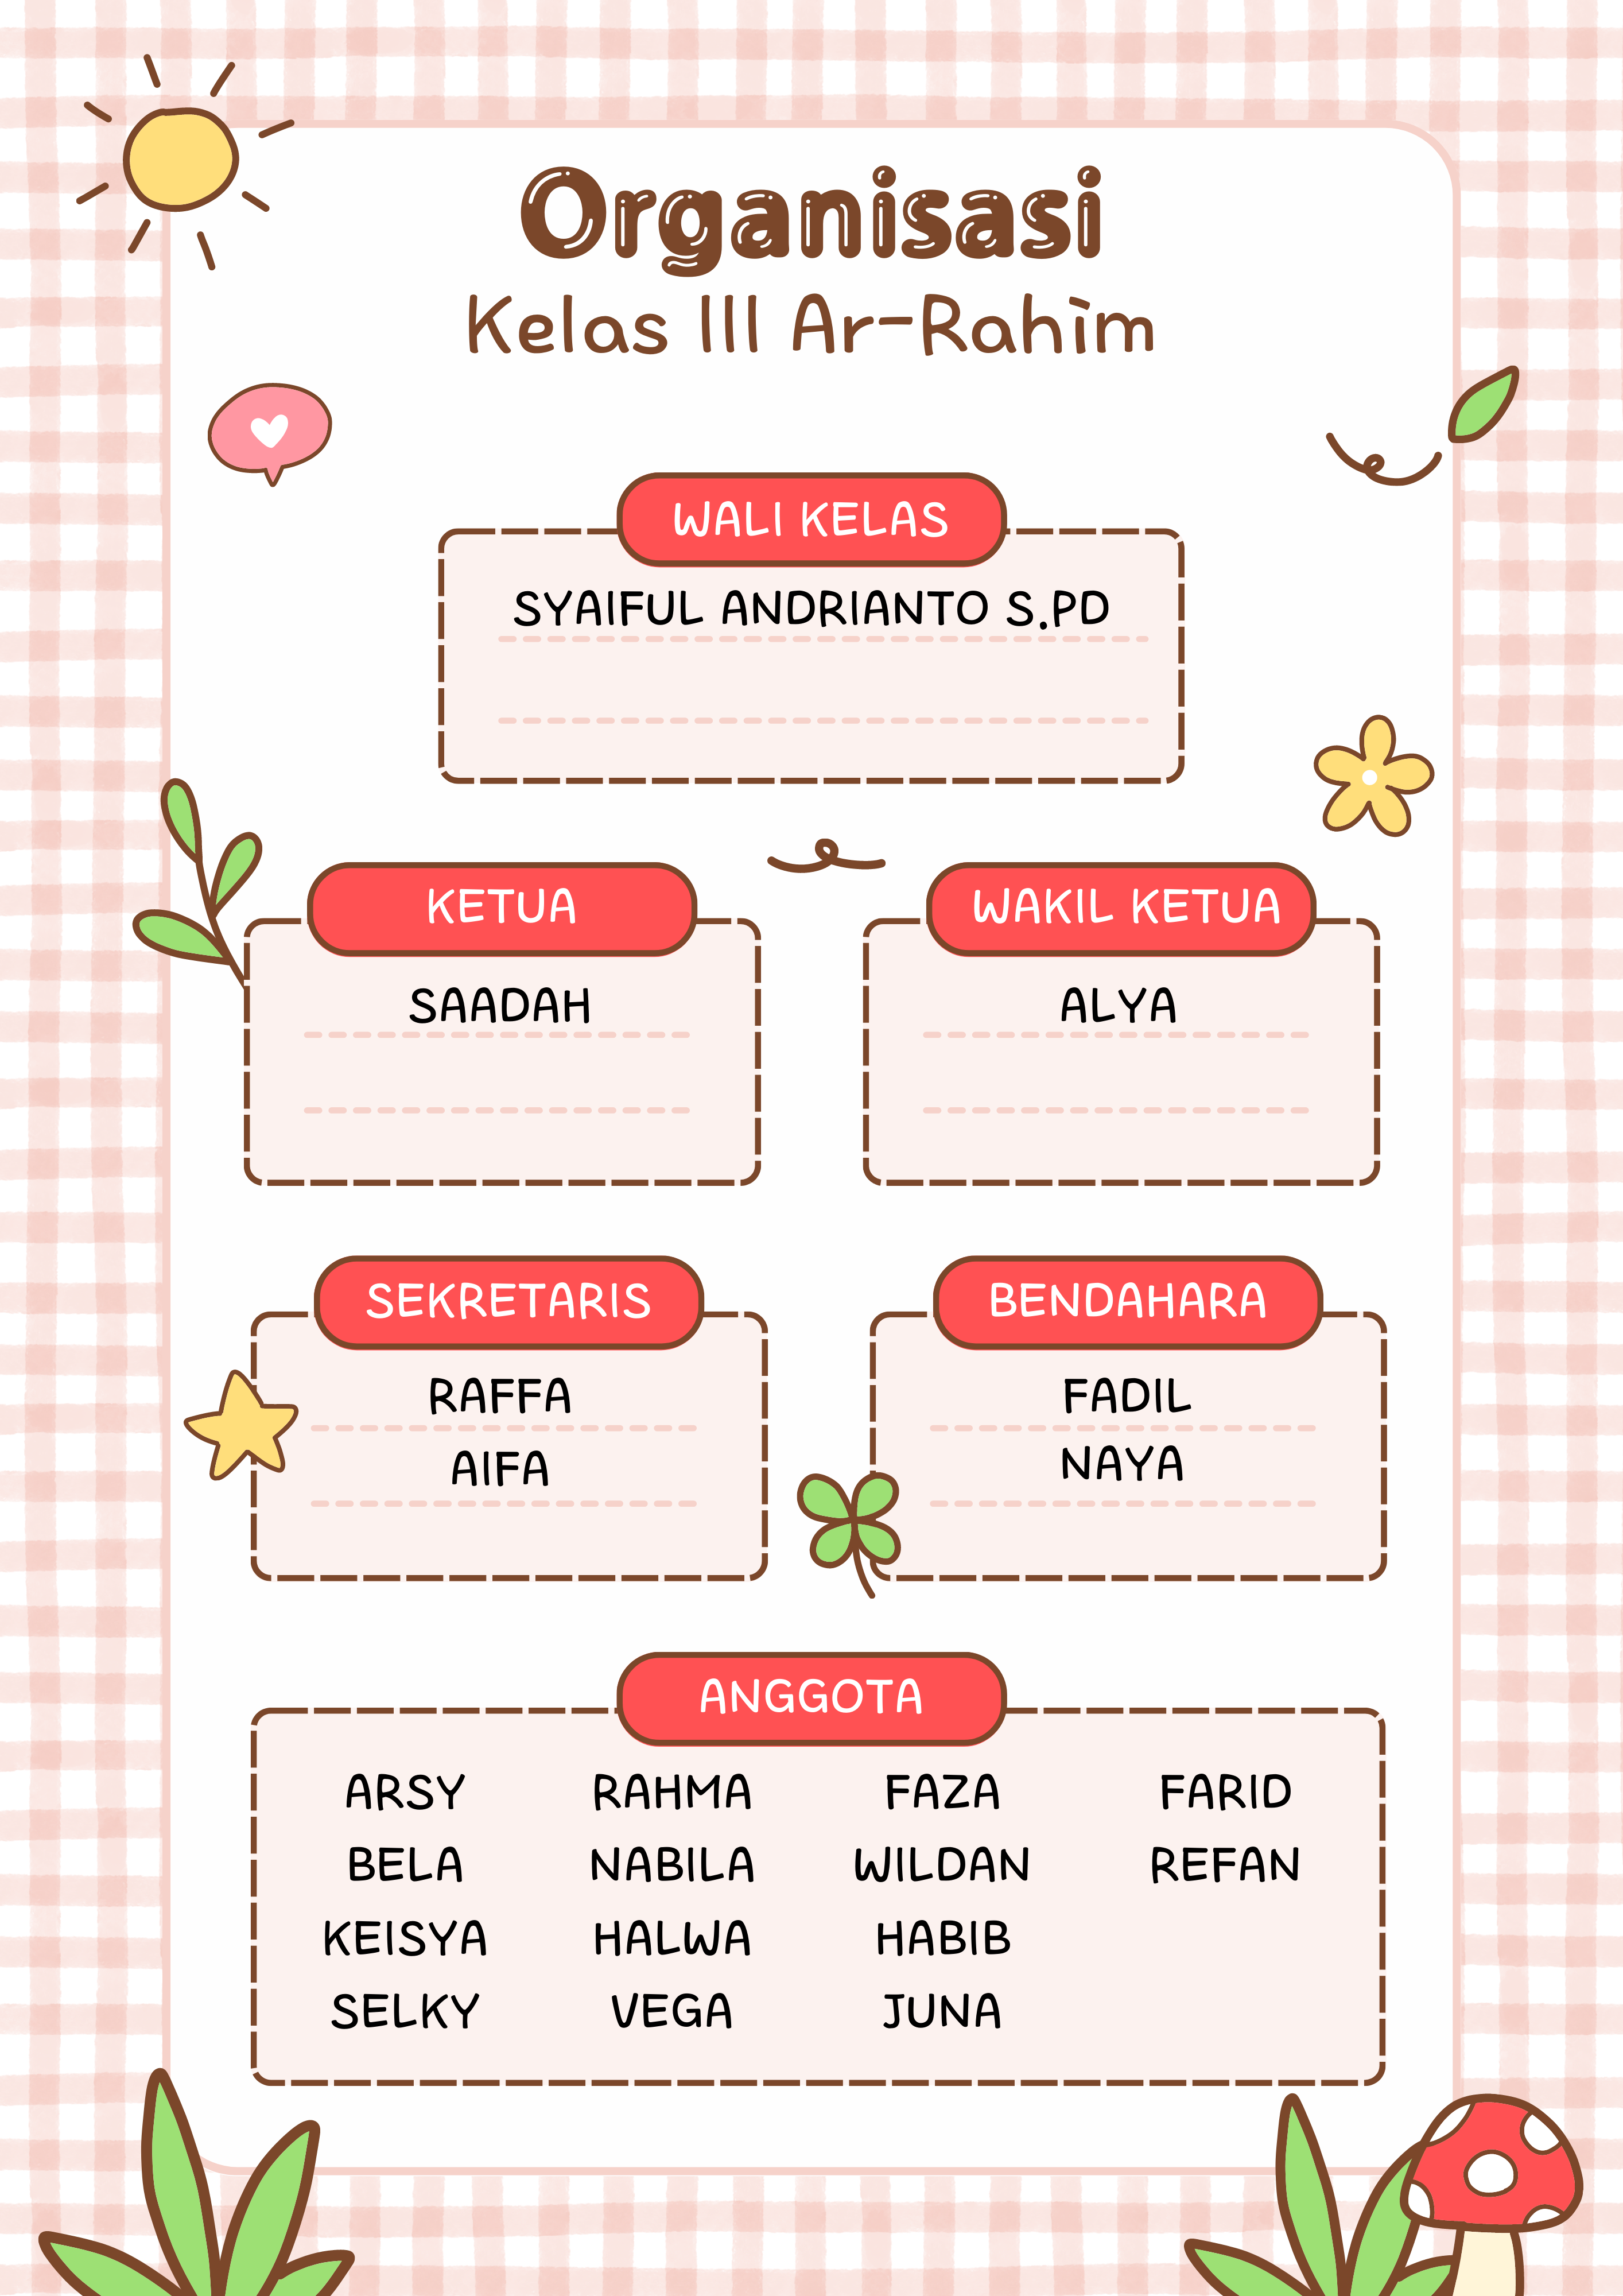 Organisasi
Kelas III Ar-Rahim
WALI KELAS
SYAIFUL ANDRIANTO S.PD
KETUA
SAADAH
WAKIL KETUA
ALYA
SEKRETARIS
RAFFA
AIFA
BENDAHARA
FADIL
NAYA
ANGGOTA
ARSY RAHMA FAZA FARID
BELA NABILA WILDAN REFAN
KEISYA HALWA HABIB
SELKY VEGA JUNA